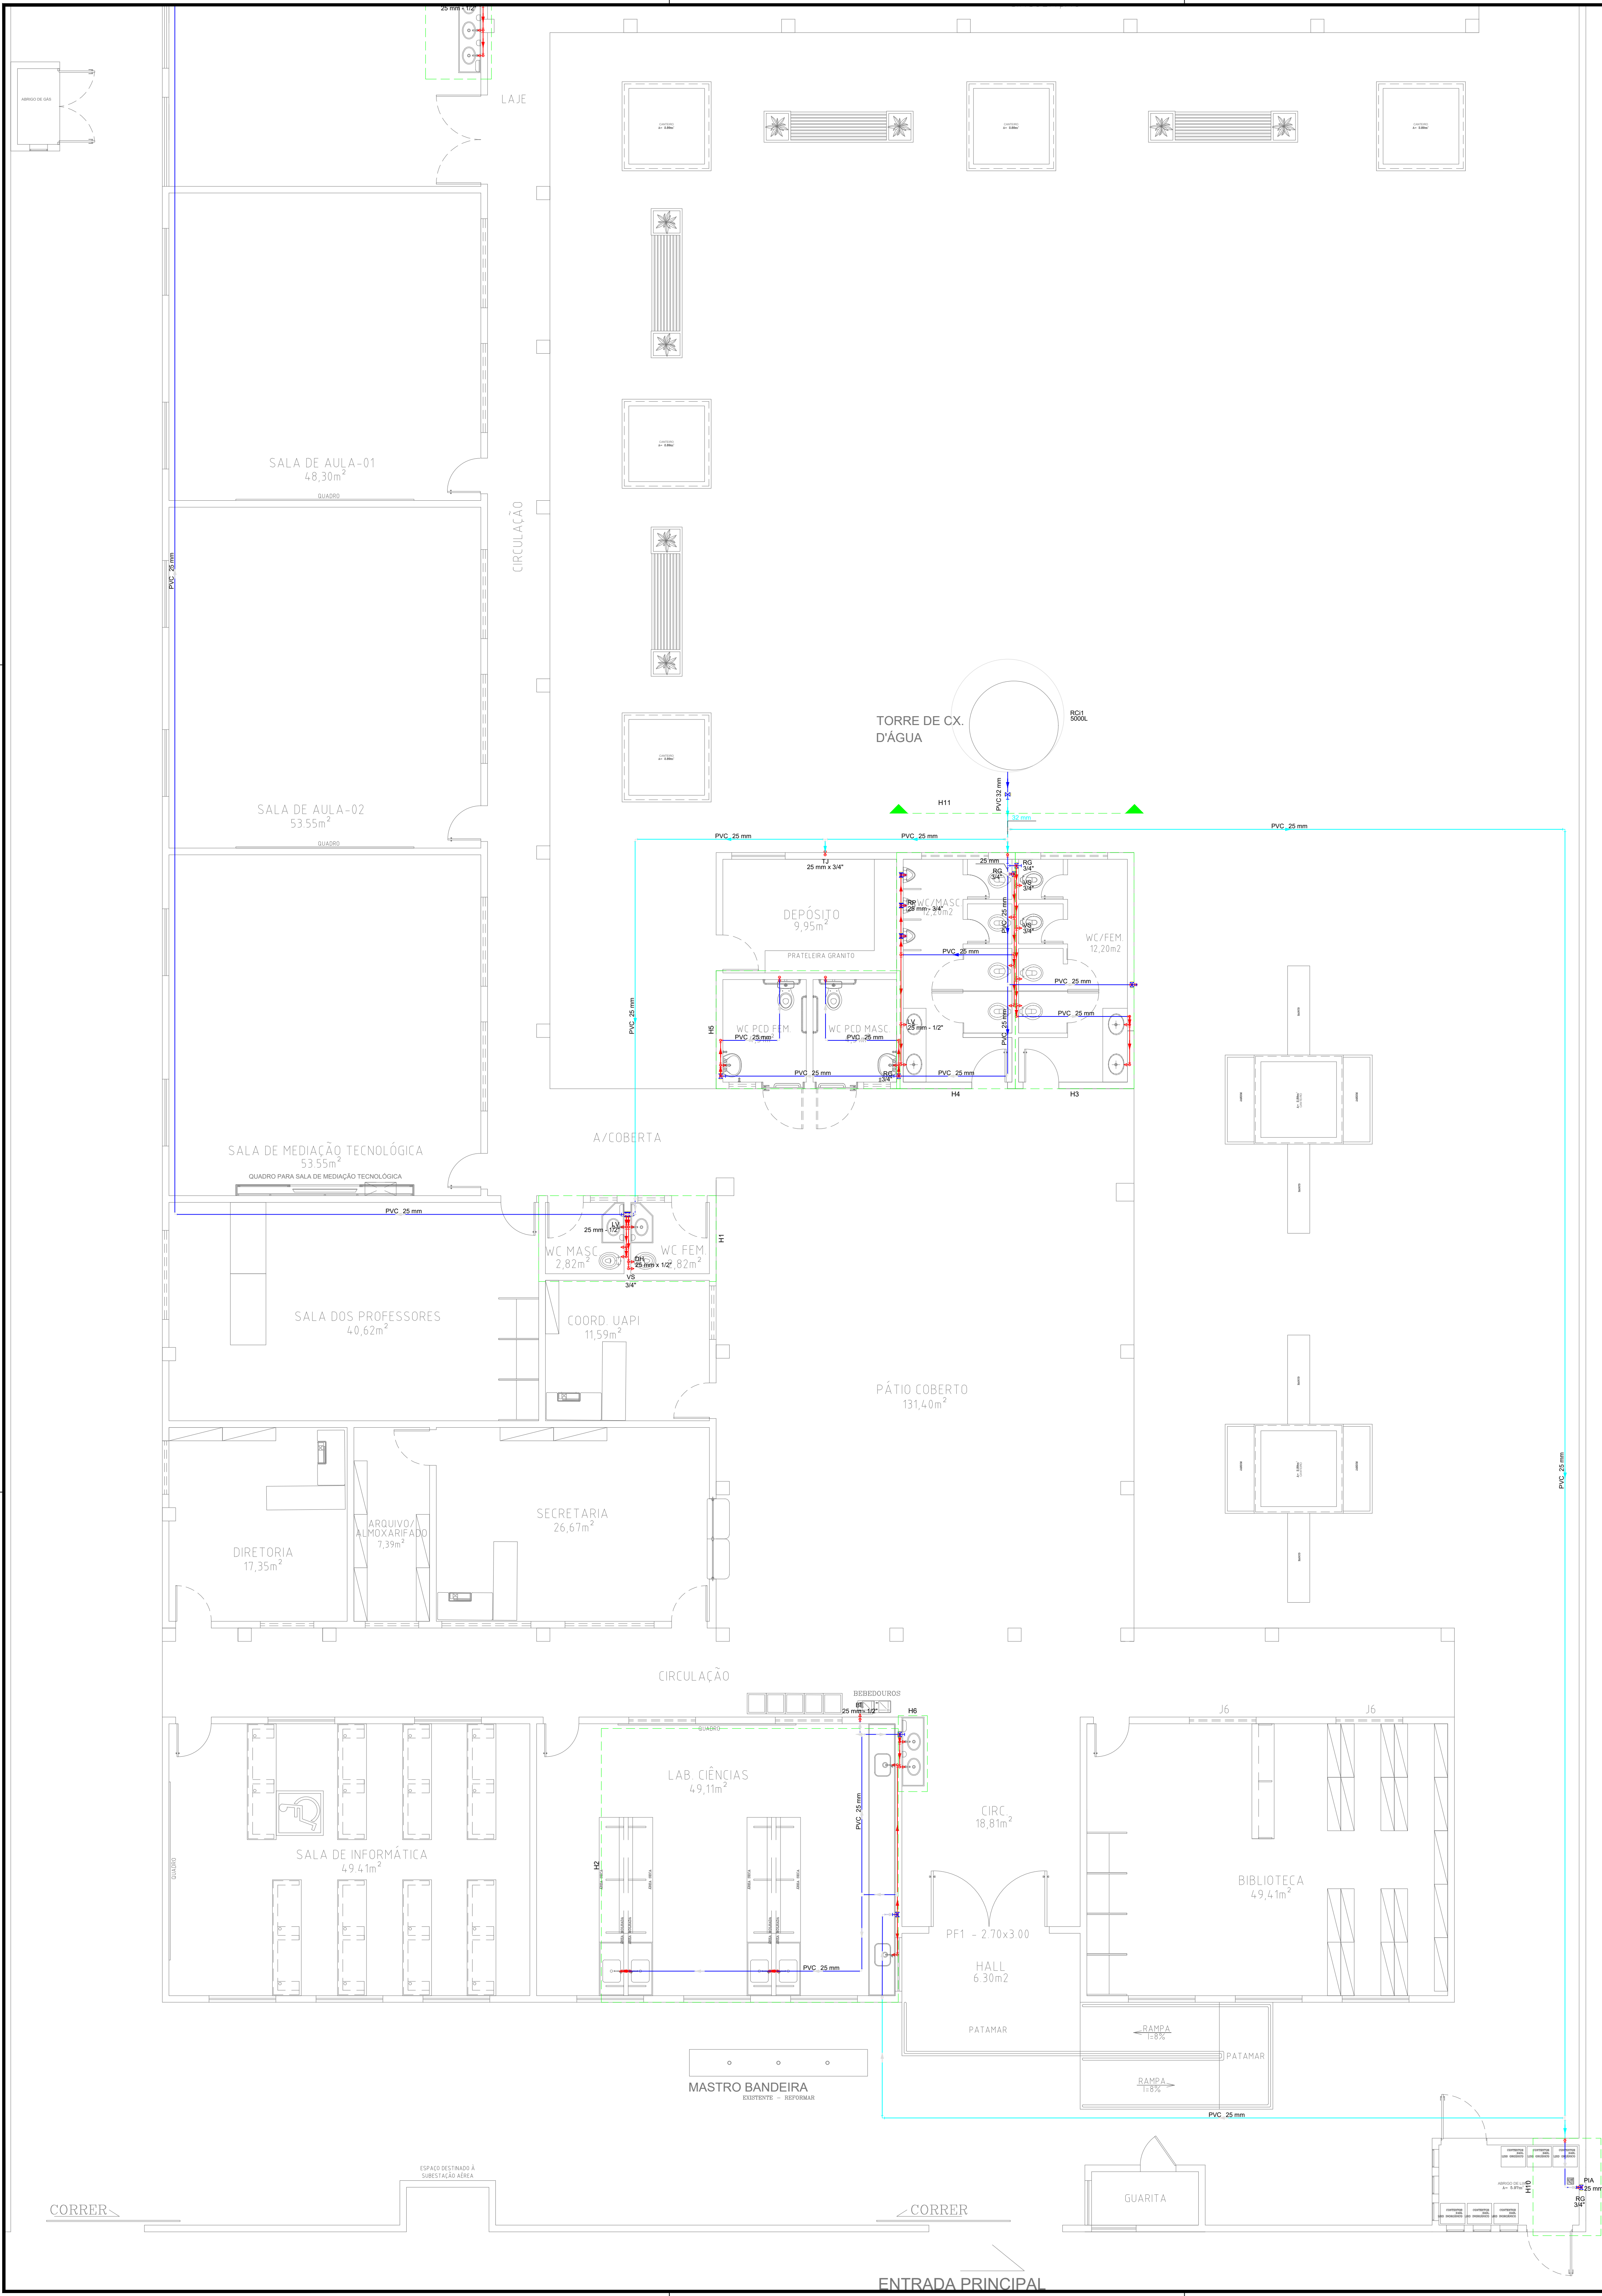 25 mm - 1/2"
ABRIGO DE GÁS
LAJE
CANTEIRO
CANTEIRO
CANTEIRO
SALA DE AULA-01
48,30m²
QUADRO
CANTEIRO
CIRCULAÇÃO
PVC 25 mm
TORRE DE CX.
D'ÁGUA
RCi1
5000L
CANTEIRO
PVC 32 mm
H11
32 mm
SALA DE AULA-02
53.55m²
QUADRO
PVC 25 mm
PVC 25 mm
PVC 25 mm
TJ
25 mm x 3/4"
25 mm
RG
3/4"
RG
3/4"
VS
3/4"
RP
25 mm - 3/4"
WC/MASC
12,20m2
DEPÓSITO
9,95m²
VS
3/4"
PVC 25 mm
WC/FEM
12,20m2
PRATELEIRA GRANITO
PVC 25 mm
PVC 25 mm
PVC 25 mm
H5
WC PCD FEM
WC PCD MASC
LV
25 mm - 1/2"
PVC 25 mm
PVC 25 mm
PVC 25 mm
PVC 25 mm
PVC 25 mm
RG
3/4"
PVC 25 mm
H4
H3
A/COBERTA
SALA DE MEDIAÇÃO TECNOLÓGICA
53.55m²
QUADRO PARA SALA DE MEDIAÇÃO TECNOLÓGICA
PVC 25 mm
LV
25 mm - 1/2"
WC MASC
2,82m²
WC FEM
2,82m²
H1
DH
25 mm x 1/2"
VS
3/4"
SALA DOS PROFESSORES
40,62m²
COORD. UAPI
11,59m²
PÁTIO COBERTO
131,40m²
PVC 25 mm
SECRETARIA
26,67m²
ARQUIVO/
ALMOXARIFADO
7,39m²
DIRETORIA
17,35m²
CIRCULAÇÃO
BEBEDOUROS
BE
25 mm - 1/2"
H6
J6
J6
QUADRO
LAB. CIÊNCIAS
49,11m²
PVC 25 mm
CIRC.
18,81m²
SALA DE INFORMÁTICA
49.41m²
QUADRO
H2
BIBLIOTECA
49,41m²
PF1 - 2.70x3.00
HALL
6.30m2
PVC 25 mm
PATAMAR
RAMPA
i=8%
PATAMAR
RAMPA
i=8%
MASTRO BANDEIRA
EXISTENTE - REFORMAR
PVC 25 mm
ESPAÇO DESTINADO À
SUBESTAÇÃO AÉREA
GUARITA
H10
PIA
25 mm
RG
3/4"
CORRER
CORRER
ENTRADA PRINCIPAL